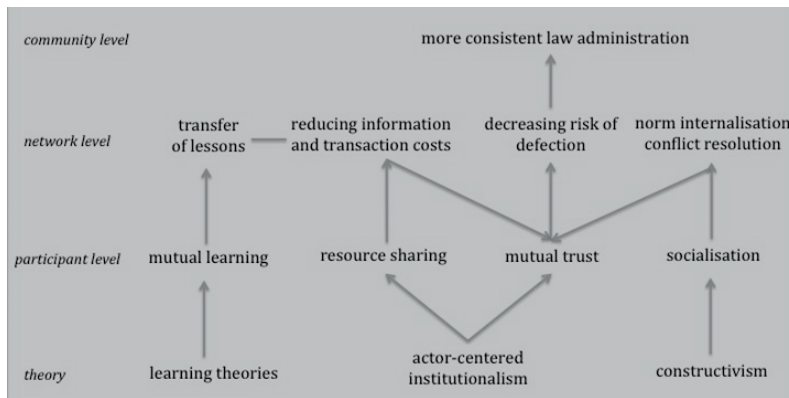 community level
more consistent law administration
network level
transfer
of lessons
reducing information
and transaction costs
decreasing risk of
defection
norm internalisation
conflict resolution
participant level
mutual learning
resource sharing
mutual trust
socialisation
theory
learning theories
actor-centered
institutionalism
constructivism